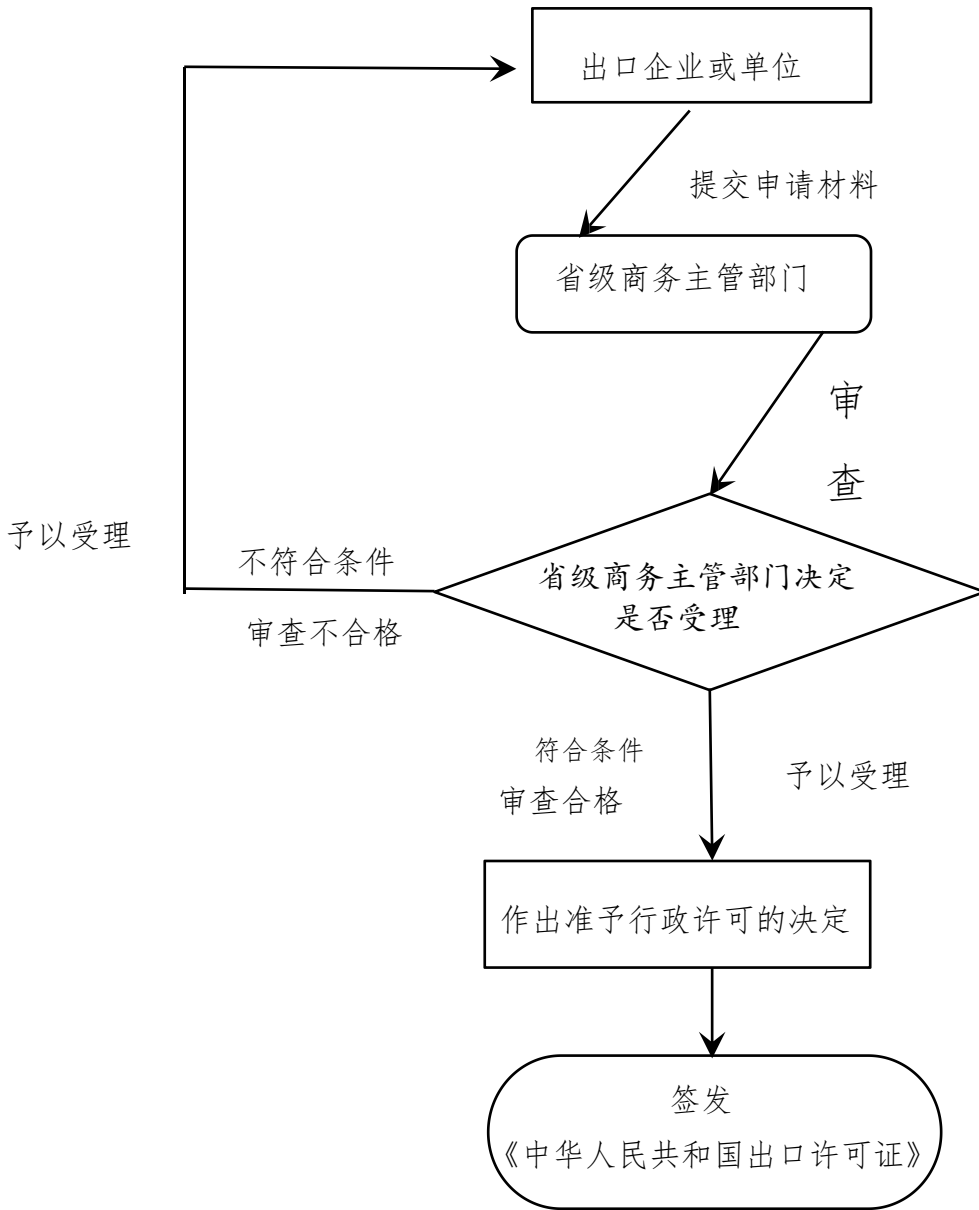 出口企业或单位
提交申请材料
省级商务主管部门
审
查
予以受理
不符合条件
审查不合格
省级商务主管部门决定
是否受理
符合条件
审查合格
予以受理
作出准予行政许可的决定
签发
《中华人民共和国出口许可证》